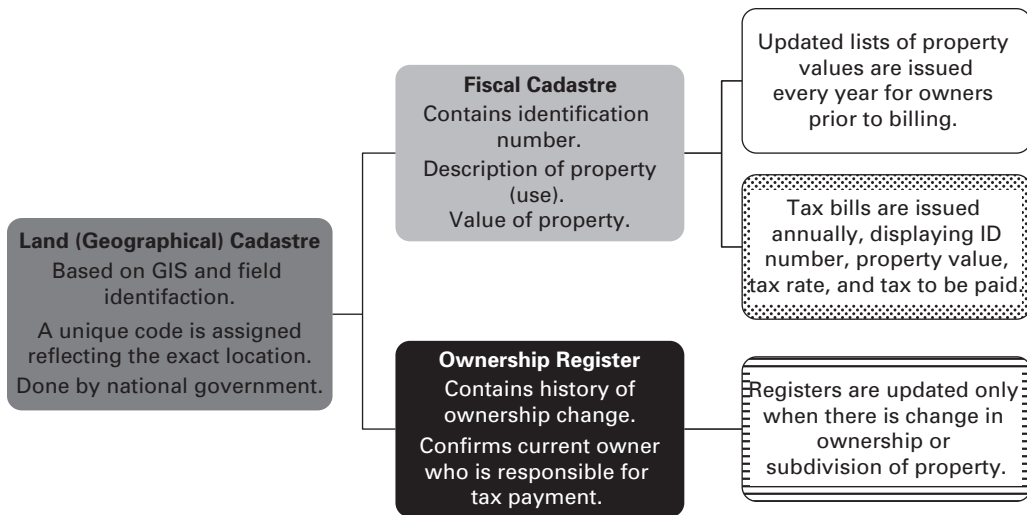 Land (Geographical) Cadastre
Based on GIS and field
identifaction.
A unique code is assigned
reflecting the exact location.
Done by national government.
Fiscal Cadastre
Contains identification
number.
Description of property
(use).
Value of property.
Updated lists of property
values are issued
every year for owners
prior to billing.
Tax bills are issued
annually, displaying ID
number, property value,
tax rate, and tax to be paid.
Ownership Register
Contains history of
ownership change.
Confirms current owner
who is responsible for
tax payment.
Registers are updated only
when there is change in
ownership or
subdivision of property.